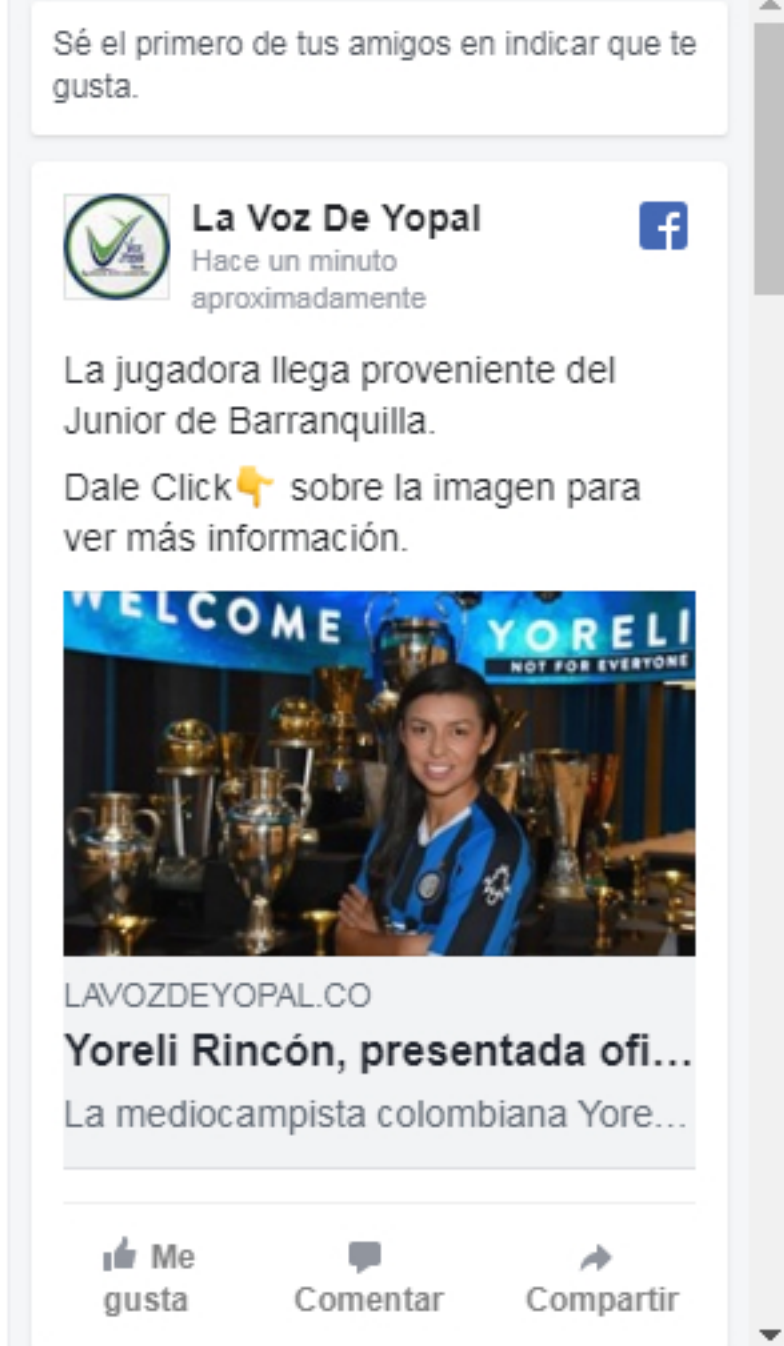 Sé el primero de tus amigos en indicar que te
gusta.
La Voz De Yopal
Hace un minuto
aproximadamente
La jugadora llega proveniente del
Junior de Barranquilla.
Dale Click👇 sobre la imagen para
ver más información.
WELCOME
YORELI
NOT FOR EVERYONE
LAVOZDEYOPAL.CO
Yoreli Rincón, presentada ofi...
La mediocampista colombiana Yore...
Me
gusta
Comentar
Compartir